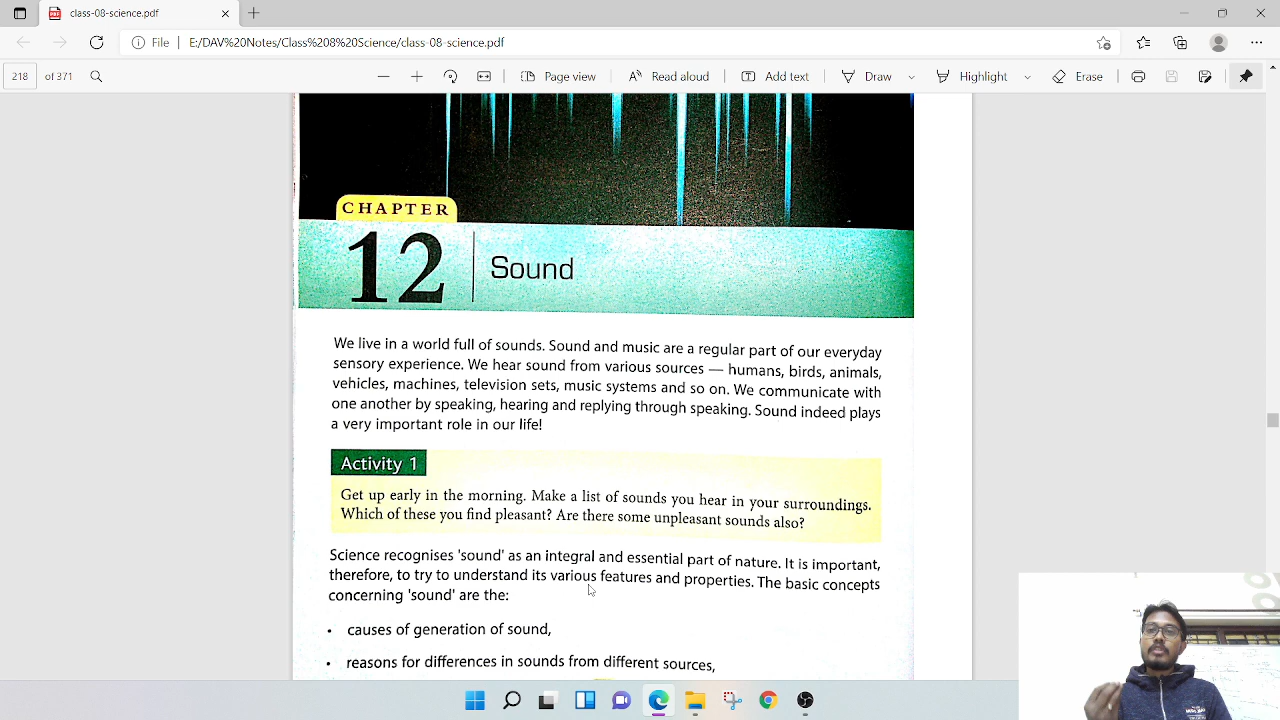 class-08-science.pdf
File
E:/DAV%20Notes/Class%208%20Science/class-08-science.pdf
218 of 371
Page view
Read aloud
Add text
Draw
Highlight
Erase
CHAPTER
12
Sound
We live in a world full of sounds. Sound and music are a regular part of our everyday
sensory experience. We hear sound from various sources — humans, birds, animals,
vehicles, machines, television sets, music systems and so on. We communicate with
one another by speaking, hearing and replying through speaking. Sound indeed plays
a very important role in our life!
Activity 1
Get up early in the morning. Make a list of sounds you hear in your surroundings.
Which of these you find pleasant? Are there some unpleasant sounds also?
Science recognises 'sound' as an integral and essential part of nature. It is important,
therefore, to try to understand its various features and properties. The basic concepts
concerning 'sound' are the:
• causes of generation of sound,
• reasons for differences in sounds from different sources,